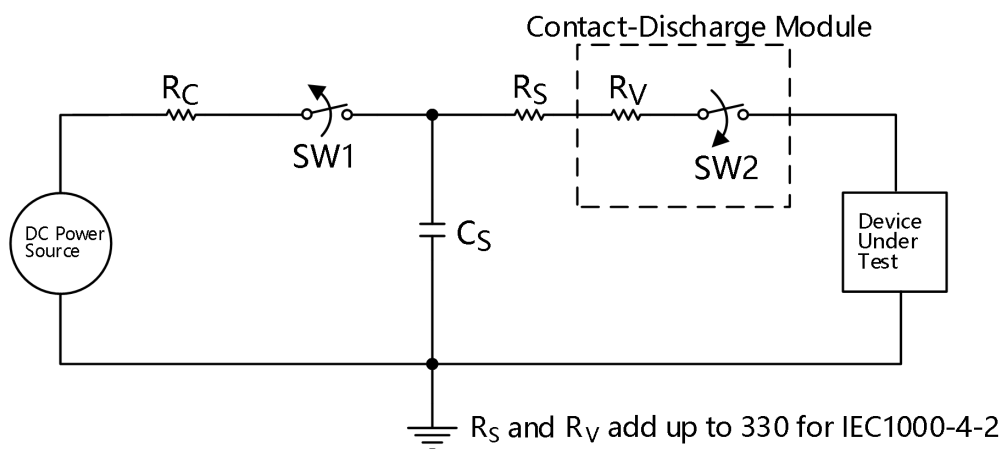 Contact-Discharge Module
RC
RS
RV
SW1
SW2
DC Power
Source
CS
Device
Under
Test
RS and RV add up to 330 for IEC1000-4-2